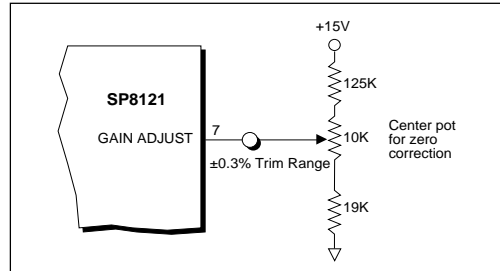 +15V
125K
SP8121
GAIN ADJUST
7
10K
Center pot
for zero
correction
±0.3% Trim Range
19K